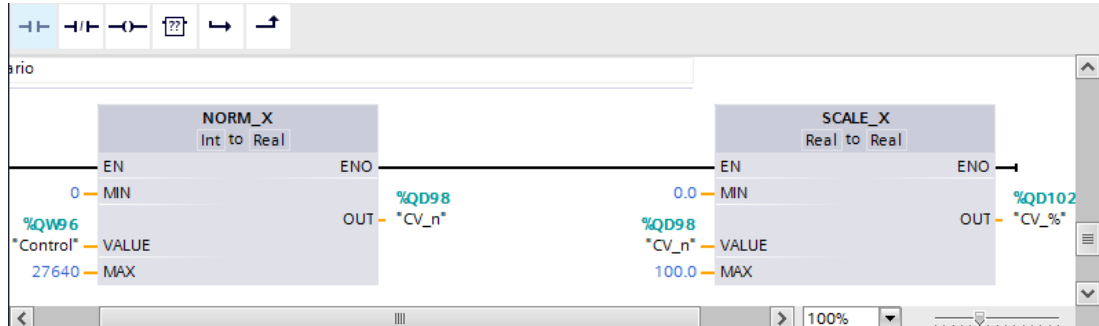 ??
ario
NORM_X
Int to Real
EN ENO
0 MIN
%QD98
OUT "CV_n"
%QW96
"Control" VALUE
27640 MAX
SCALE_X
Real to Real
EN ENO
0.0 MIN
%QD102
OUT "CV_%"
%QD98
"CV_n" VALUE
100.0 MAX
100%